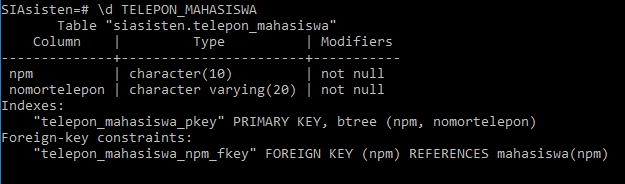 SIAsisten=# \d TELEPON_MAHASISWA
         Table "siasisten.telepon_mahasiswa"
    Column    |         Type          | Modifiers
--------------+-----------------------+-----------
 npm          | character(10)         | not null
 nomortelepon | character varying(20) | not null
Indexes:
    "telepon_mahasiswa_pkey" PRIMARY KEY, btree (npm, nomortelepon)
Foreign-key constraints:
    "telepon_mahasiswa_npm_fkey" FOREIGN KEY (npm) REFERENCES mahasiswa(npm)